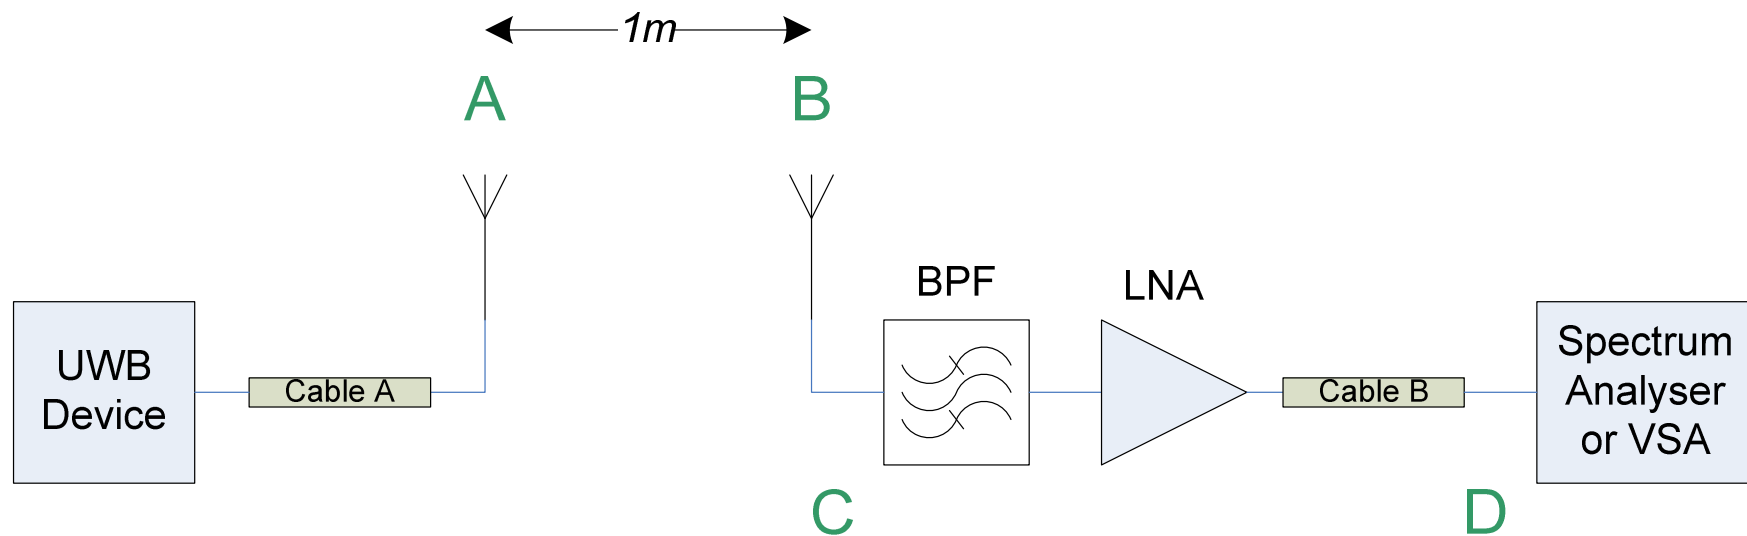 1m
A
B
BPF
LNA
UWB
Device
Cable A
Cable B
Spectrum
Analyser
or VSA
C
D